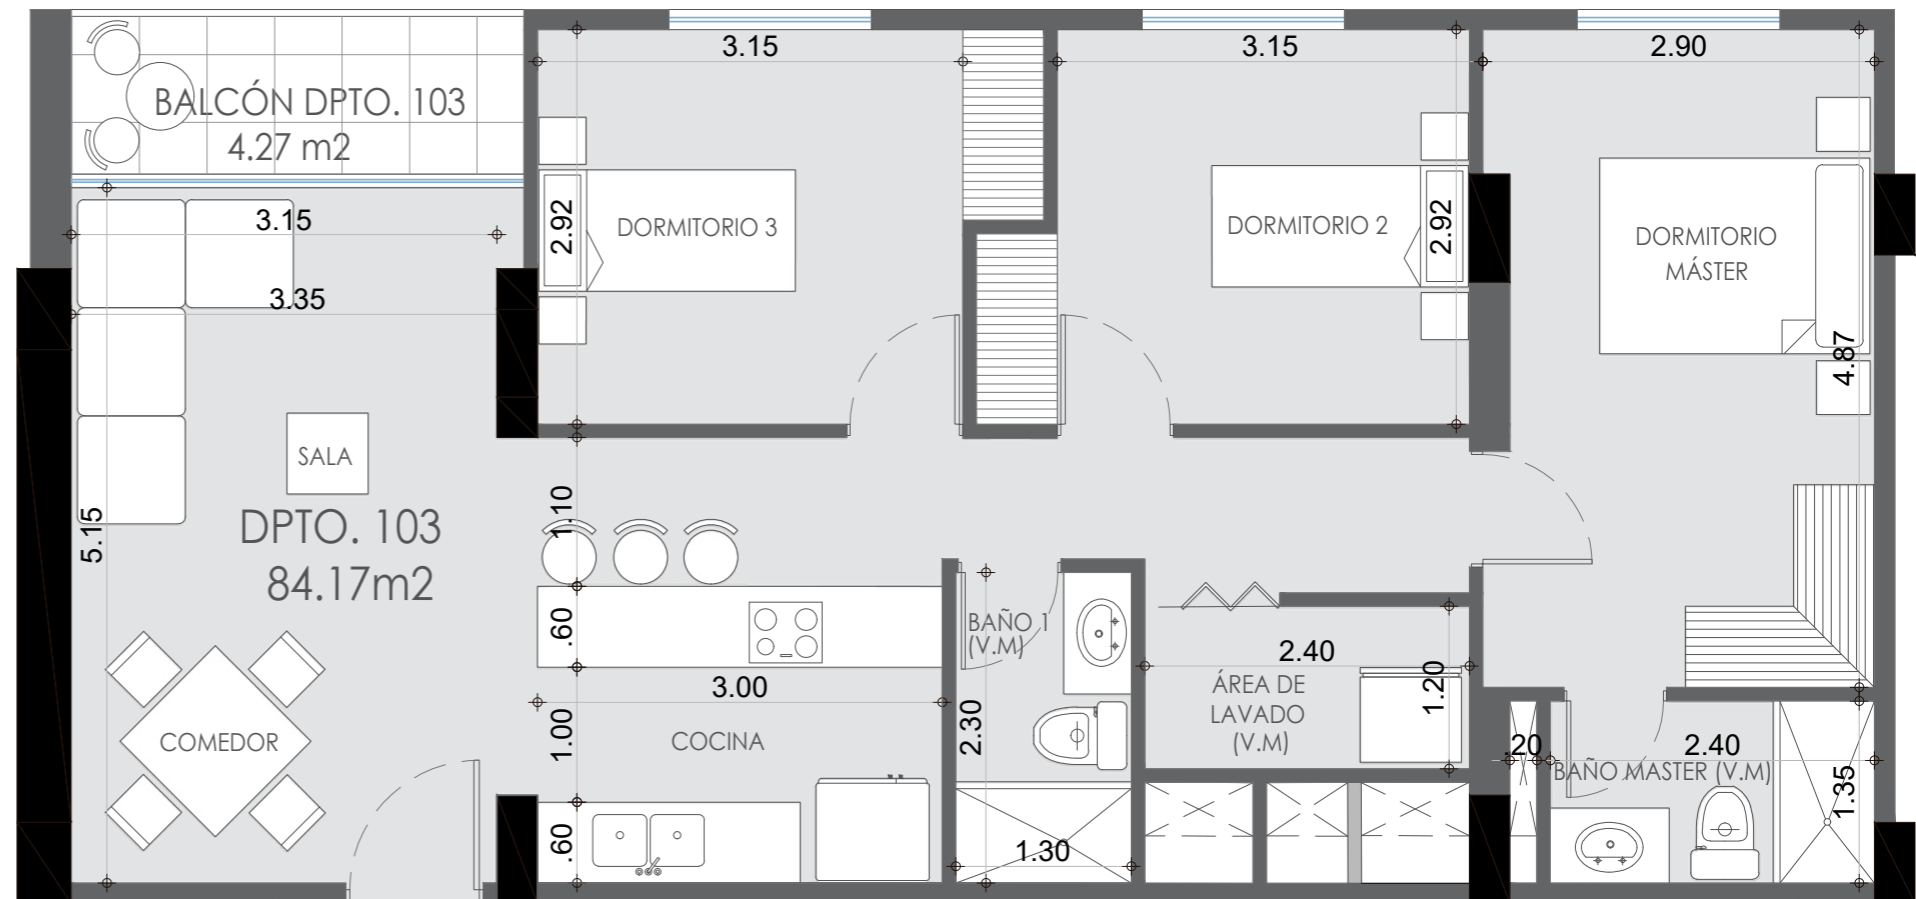 3.15
3.15
2.90
BALCÓN DPTO. 103
4.27 m2
3.15
2.92
DORMITORIO 3
DORMITORIO 2
2.92
DORMITORIO
MÁSTER
3.35
4.87
SALA
DPTO. 103
84.17m2
5.15
1.10
.60
BAÑO 1
(V.M)
2.40
1.20
ÁREA DE
LAVADO
(V.M)
3.00
1.00
COCINA
2.30
COMEDOR
.20
2.40
BAÑO MASTER (V.M)
1.35
.60
1.30